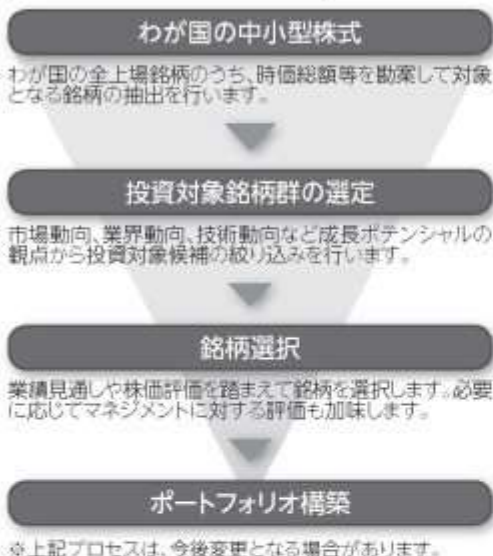 わが国の中小型株式
わが国の全上場銘柄のうち、時価総額等を勘案して対象
となる銘柄の抽出を行います。
投資対象銘柄群の選定
市場動向、業界動向、技術動向など成長ポテンシャルの
観点から投資対象候補の絞り込みを行います。
銘柄選択
業績見通しや株価評価を踏まえて銘柄を選択します。必要
に応じてマネジメントに対する評価も加味します。
ポートフォリオ構築
※上記プロセスは、今後変更となる場合があります。